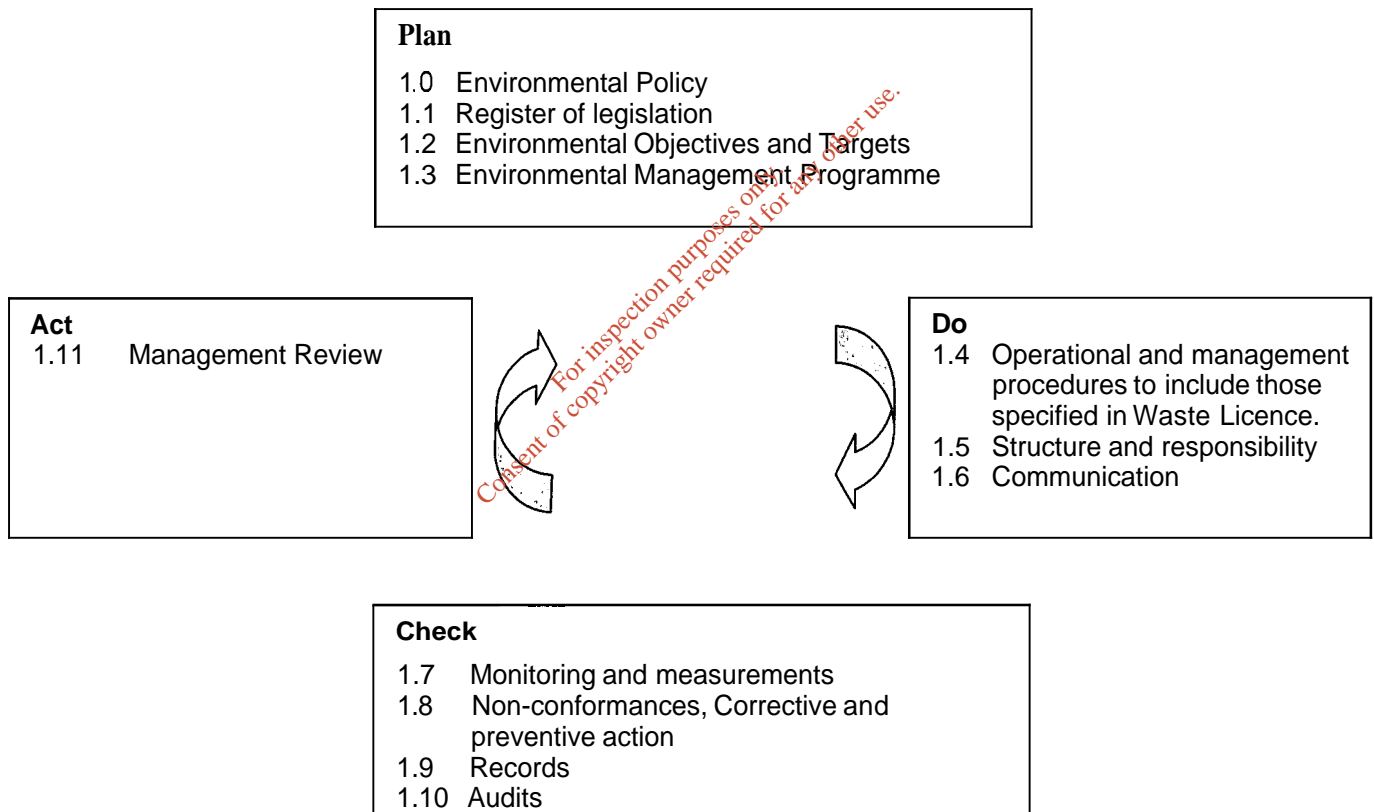 Plan
1.0 Environmental Policy
1.1 Register of legislation
1.2 Environmental Objectives and Targets
1.3 Environmental Management Programme
For inspection purposes only.
Consent of copyright owner required for any other use.
Act
1.11 Management Review
Do
1.4 Operational and management
procedures to include those
specified in Waste Licence.
1.5 Structure and responsibility
1.6 Communication
Check
1.7 Monitoring and measurements
1.8 Non-conformances, Corrective and
preventive action
1.9 Records
1.10 Audits